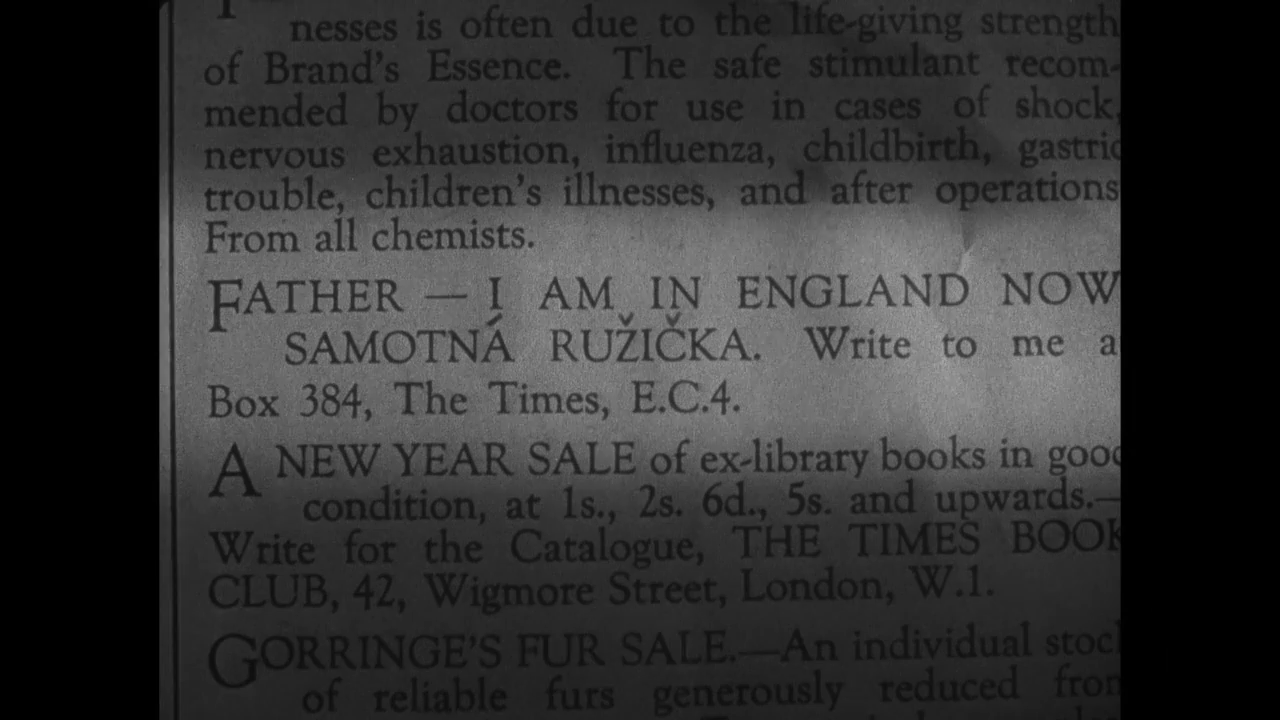 nesses is often due to the life-giving strength
of Brand's Essence. The safe stimulant recom-
mended by doctors for use in cases of shock,
nervous exhaustion, influenza, childbirth, gastric
trouble, children's illnesses, and after operations
From all chemists.
FATHER — I AM IN ENGLAND NOW
SAMOTNÁ RUŽIČKA. Write to me a
Box 384, The Times, E.C.4.
A NEW YEAR SALE of ex-library books in good
condition, at 1s., 2s. 6d., 5s. and upwards.—
Write for the Catalogue, THE TIMES BOOK
CLUB, 42, Wigmore Street, London, W.1.
GORRINGE'S FUR SALE.—An individual stock
of reliable furs generously reduced from